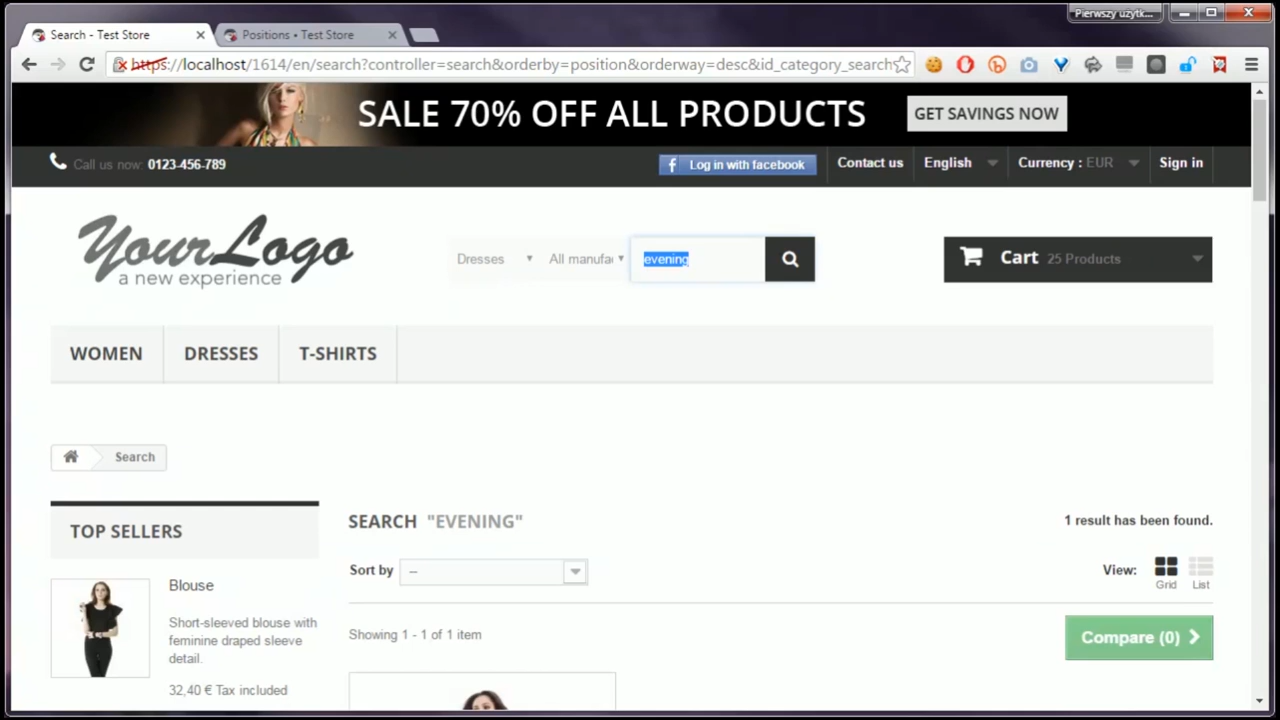 Pierwszy użytk...
Search - Test Store
Positions • Test Store
https://localhost/1614/en/search?controller=search&orderby=position&orderway=desc&id_category_search
SALE 70% OFF ALL PRODUCTS
GET SAVINGS NOW
Call us now: 0123-456-789
Log in with facebook
Contact us
English
Currency : EUR
Sign in
YourLogo
a new experience
Dresses
All manufa
evening
Cart 25 Products
WOMEN
DRESSES
T-SHIRTS
Search
TOP SELLERS
SEARCH "EVENING"
1 result has been found.
Sort by
--
View:
Grid
List
Blouse
Short-sleeved blouse with
feminine draped sleeve
detail.
32,40 € Tax included
Showing 1 - 1 of 1 item
Compare (0)